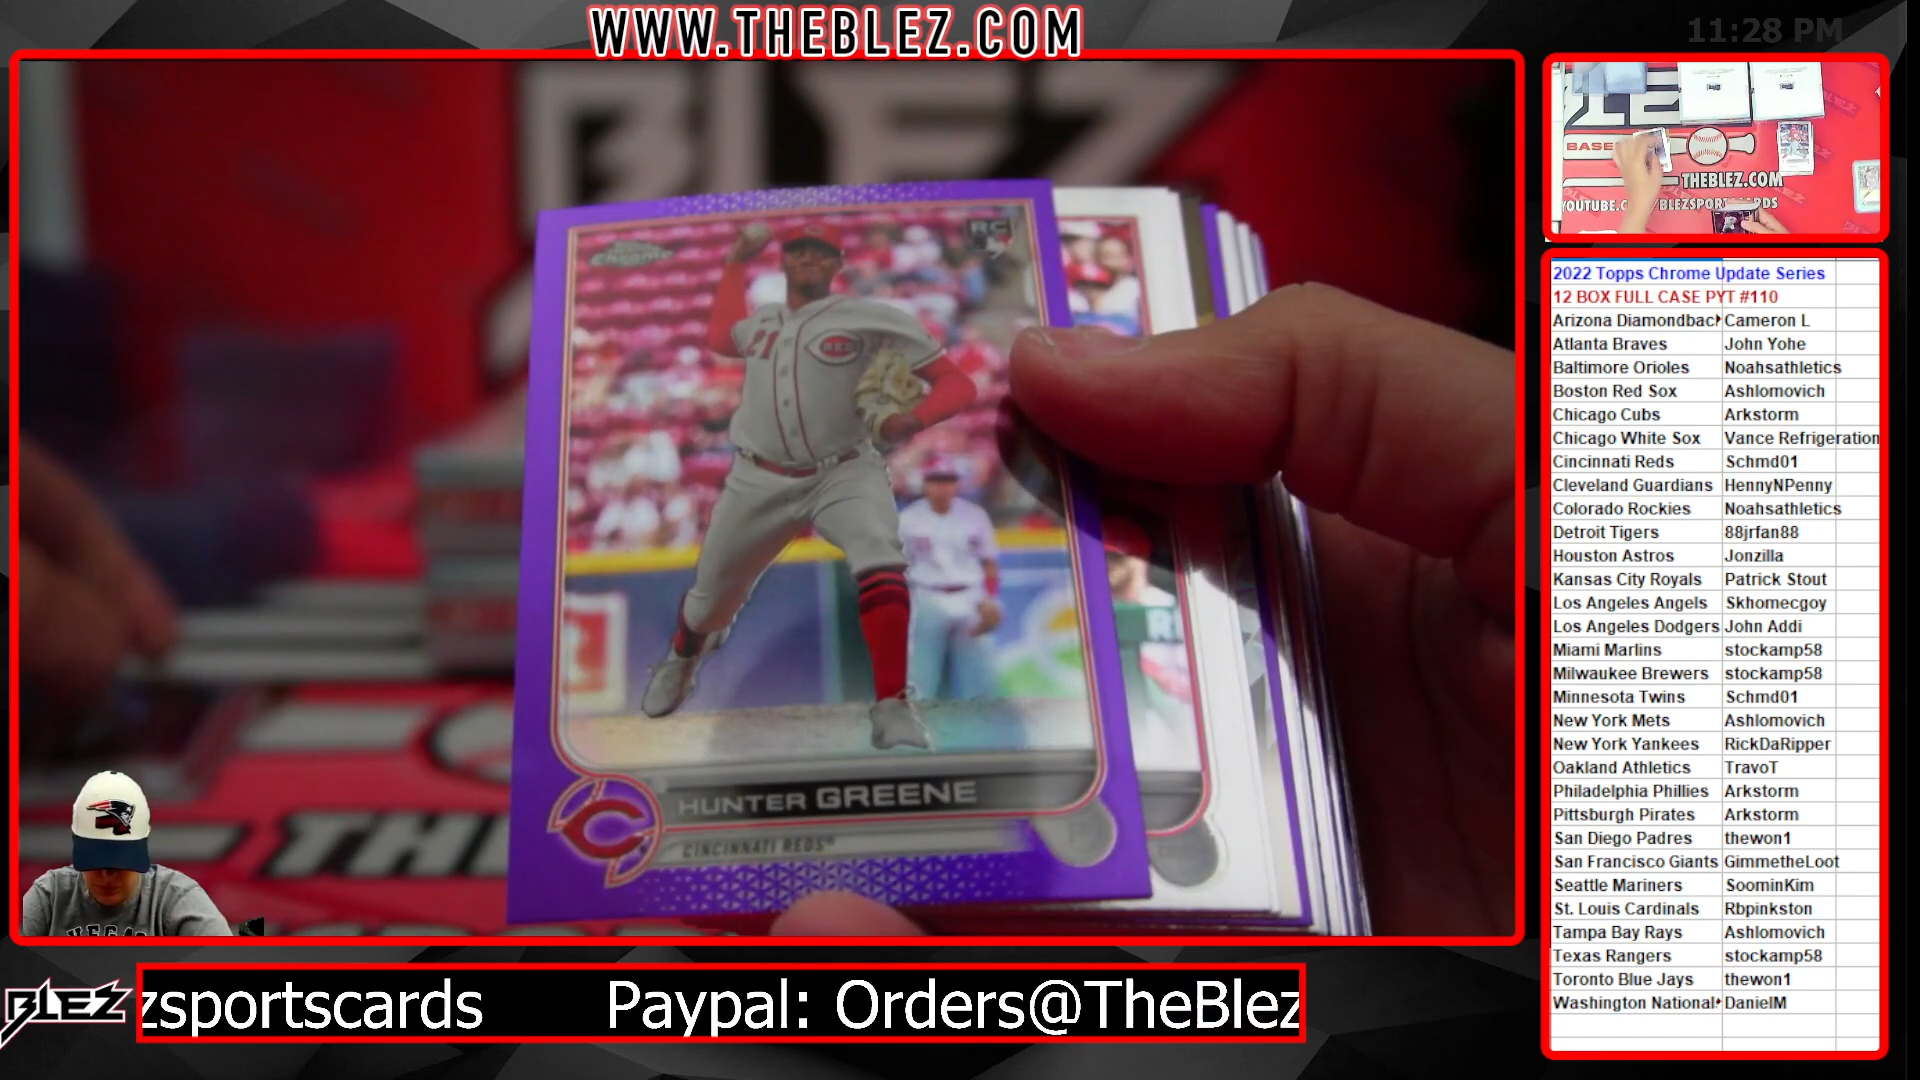 WWW.THEBLEZ.COM
11:28 PM
BLEZ
RC
Topps
Chrome
21
REDS
HUNTER GREENE
P
CINCINNATI REDS
TH
BASE
THEBLEZ.COM
2022 Topps Chrome Update Series
12 BOX FULL CASE PYT #110
Arizona Diamondbac Cameron L
Atlanta Braves John Yohe
Baltimore Orioles Noahsathletics
Boston Red Sox Ashlomovich
Chicago Cubs Arkstorm
Chicago White Sox Vance Refrigeration
Cincinnati Reds Schmd01
Cleveland Guardians HennyNPenny
Colorado Rockies Noahsathletics
Detroit Tigers 88jrfan88
Houston Astros Jonzilla
Kansas City Royals Patrick Stout
Los Angeles Angels Skhomecgoy
Los Angeles Dodgers John Addi
Miami Marlins stockamp58
Milwaukee Brewers stockamp58
Minnesota Twins Schmd01
New York Mets Ashlomovich
New York Yankees RickDaRipper
Oakland Athletics TravoT
Philadelphia Phillies Arkstorm
Pittsburgh Pirates Arkstorm
San Diego Padres thewon1
San Francisco Giants GimmetheLoot
Seattle Mariners SoominKim
St. Louis Cardinals Rbpinkston
Tampa Bay Rays Ashlomovich
Texas Rangers stockamp58
Toronto Blue Jays thewon1
Washington National DanielM
BLEZ
zsportscards Paypal: Orders@TheBlez